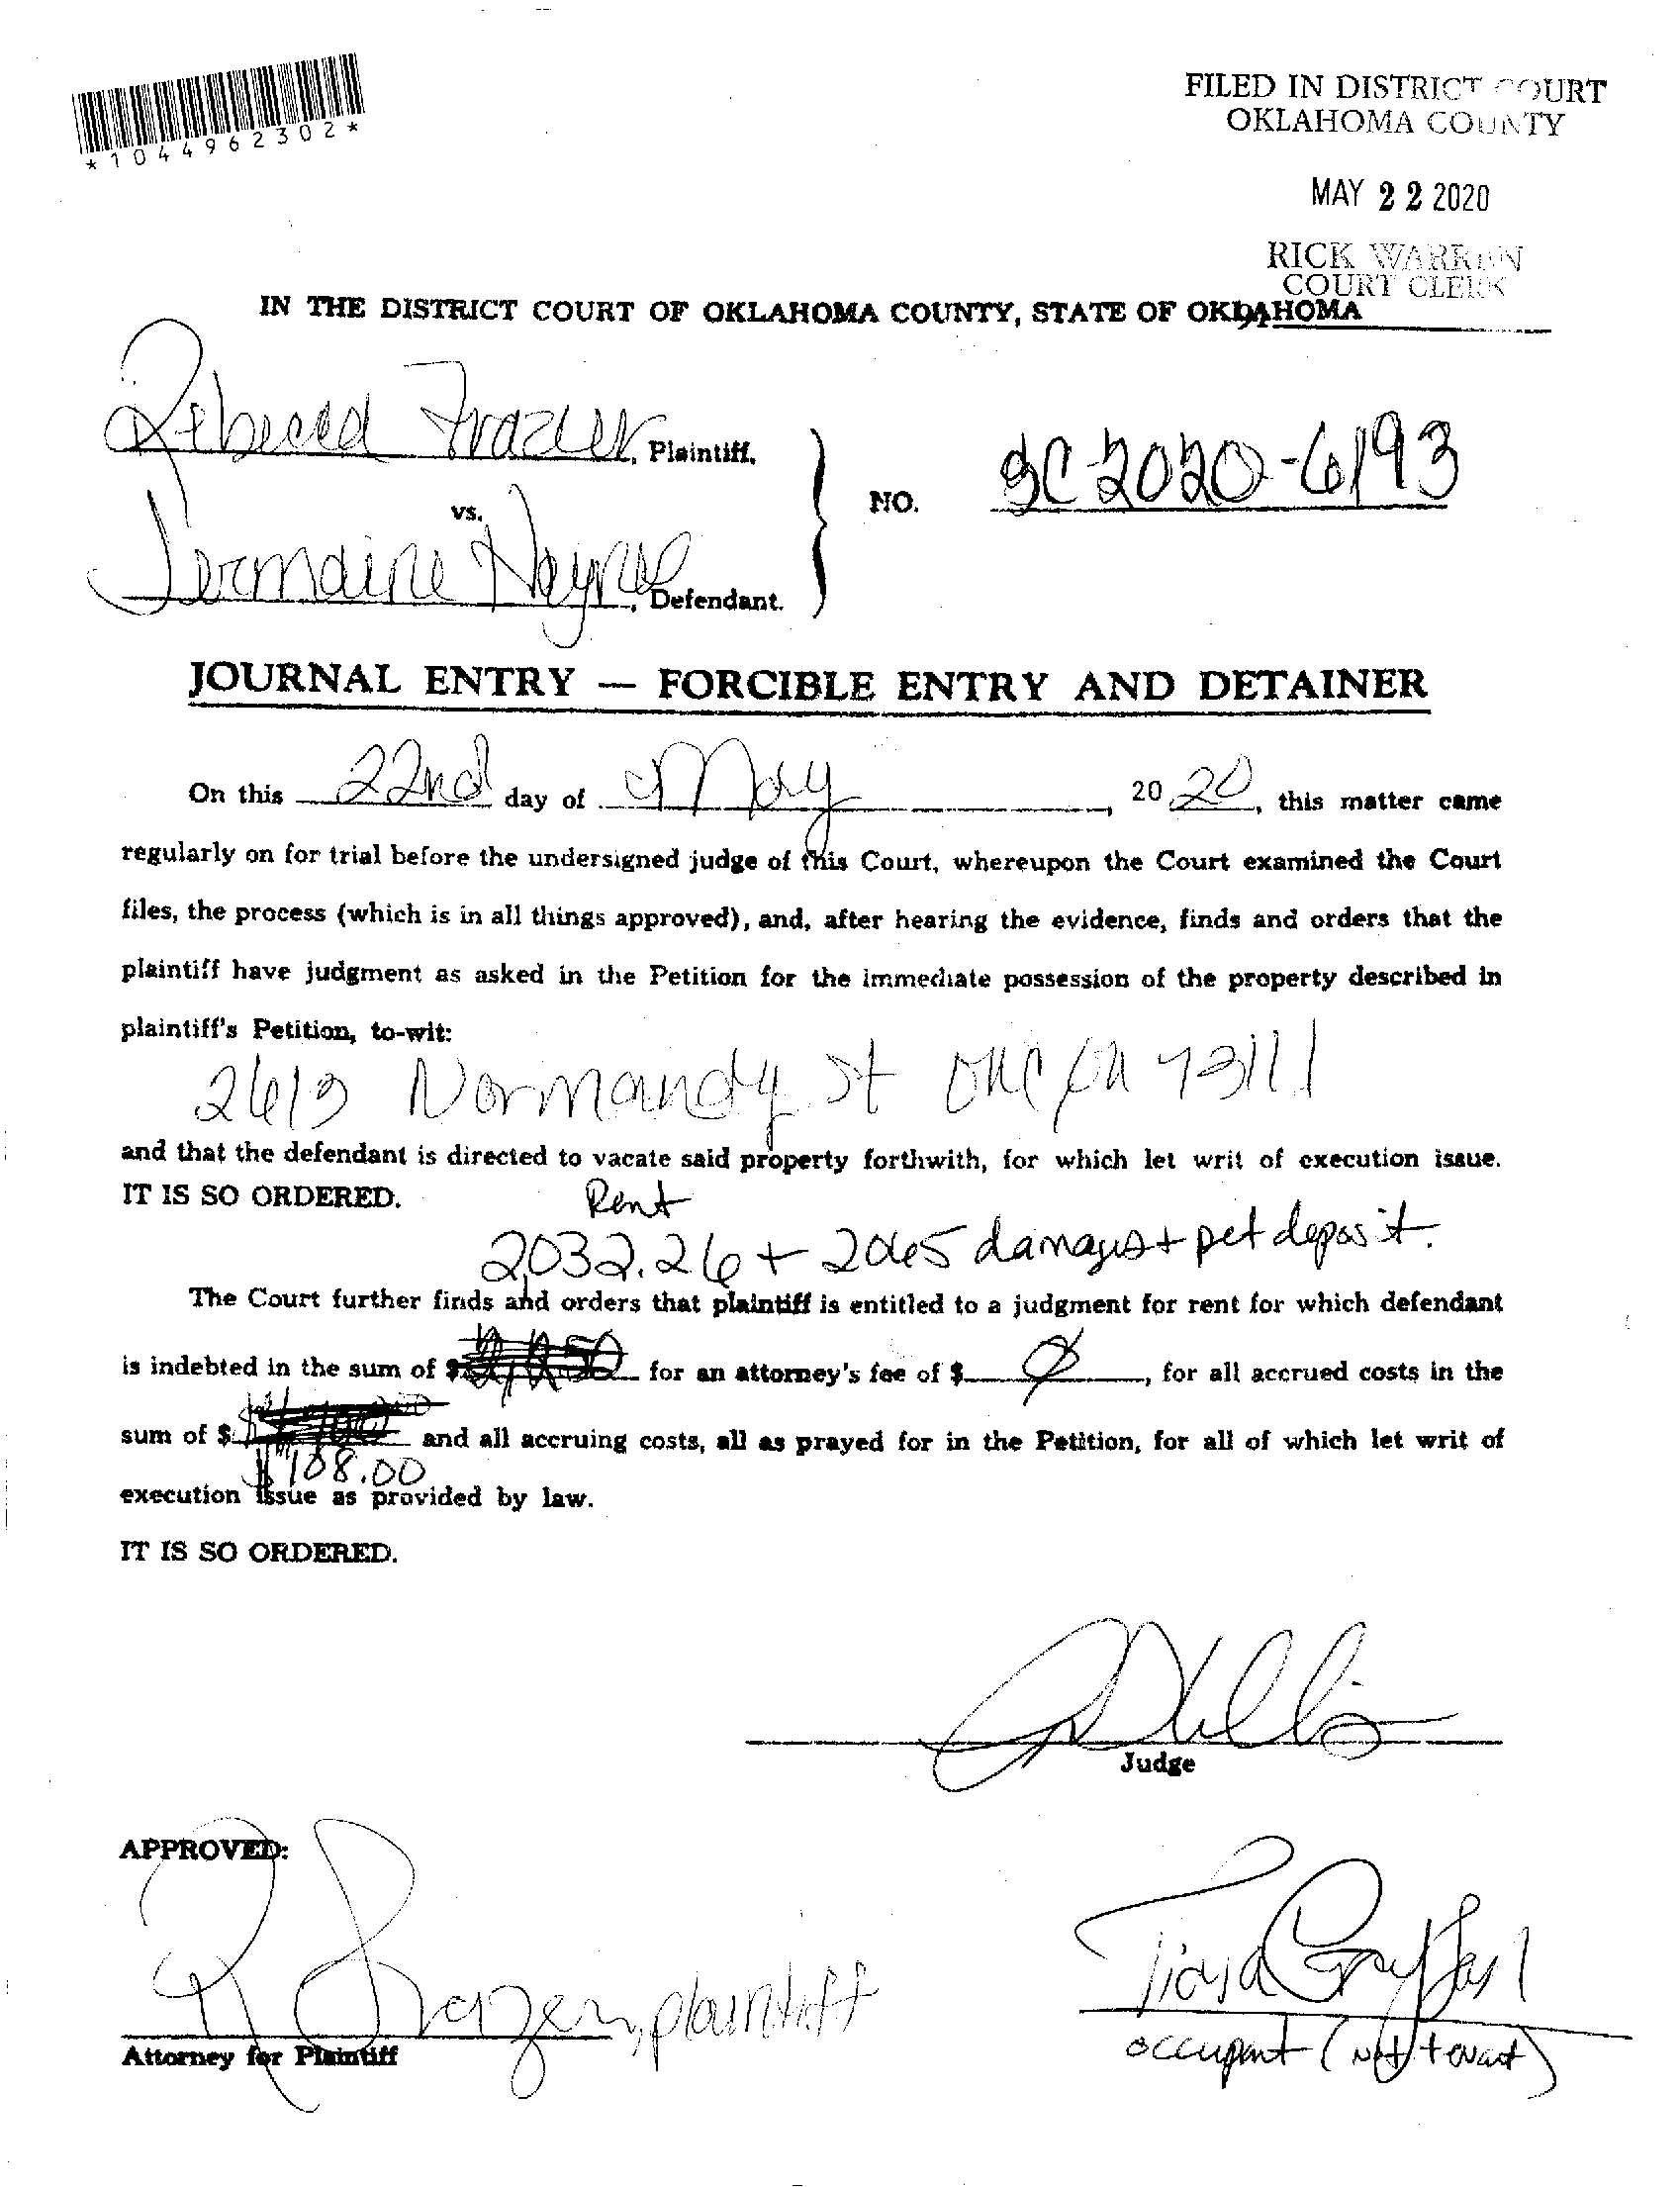 *1044962302*
FILED IN DISTRICT COURT
OKLAHOMA COUNTY
MAY 22 2020
RICK WARREN
COURT CLERK
IN THE DISTRICT COURT OF OKLAHOMA COUNTY, STATE OF OKLAHOMA
Rebecca Frazier, Plaintiff,
vs.
NO. SC 2020-6193
Jermaine Hayne, Defendant.
JOURNAL ENTRY — FORCIBLE ENTRY AND DETAINER
On this 22nd day of May, 20 20, this matter came
regularly on for trial before the undersigned judge of this Court, whereupon the Court examined the Court
files, the process (which is in all things approved), and, after hearing the evidence, finds and orders that the
plaintiff have judgment as asked in the Petition for the immediate possession of the property described in
plaintiff's Petition, to-wit:
2613 Normandy St OKC OK 73111
and that the defendant is directed to vacate said property forthwith, for which let writ of execution issue.
IT IS SO ORDERED.
Rent
2,032.26 + 2065 damages + pet deposit.
The Court further finds and orders that plaintiff is entitled to a judgment for rent for which defendant
is indebted in the sum of $ for an attorney's fee of $ 0, for all accrued costs in the
sum of $ and all accruing costs, all as prayed for in the Petition, for all of which let writ of
$108.00
execution issue as provided by law.
IT IS SO ORDERED.
Judge
APPROVED:
R Frazier, plaintiff
Attorney for Plaintiff
occupant (not tenant)